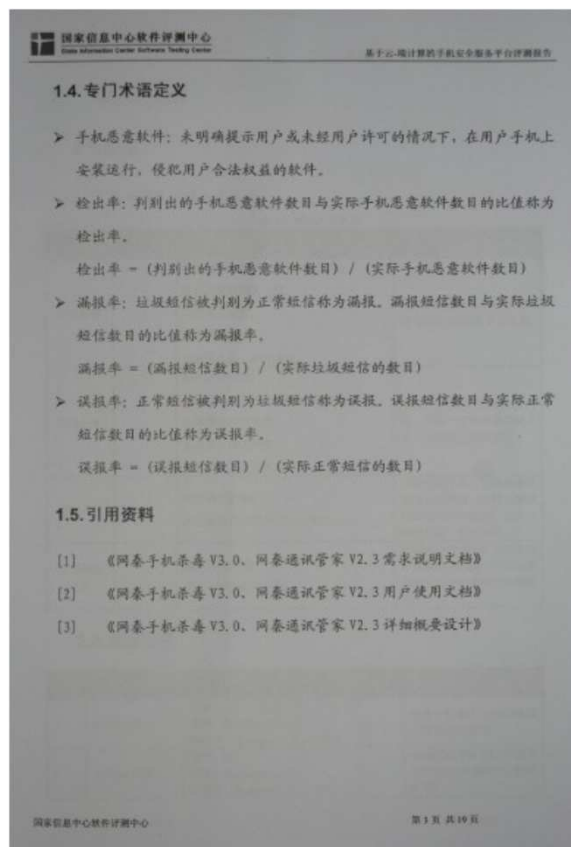 国家信息中心软件评测中心
State Information Center Software Testing Center
基于云-端计算的手机安全服务平台评测报告
1.4.专门术语定义
➢ 手机恶意软件：未明确提示用户或未经用户许可的情况下，在用户手机上
安装运行，侵犯用户合法权益的软件。
➢ 检出率：判别出的手机恶意软件数目与实际手机恶意软件数目的比值称为
检出率。
检出率 = (判别出的手机恶意软件数目) / (实际手机恶意软件数目)
➢ 漏报率：垃圾短信被判别为正常短信称为漏报。漏报短信数目与实际垃圾
短信数目的比值称为漏报率。
漏报率 = (漏报短信数目) / (实际垃圾短信的数目)
➢ 误报率：正常短信被判别为垃圾短信称为误报。误报短信数目与实际正常
短信数目的比值称为误报率。
误报率 = (误报短信数目) / (实际正常短信的数目)
1.5.引用资料
[1] 《网秦手机杀毒 V3.0、网秦通讯管家 V2.3 需求说明文档》
[2] 《网秦手机杀毒 V3.0、网秦通讯管家 V2.3 用户使用文档》
[3] 《网秦手机杀毒 V3.0、网秦通讯管家 V2.3 详细概要设计》
国家信息中心软件评测中心
第 页 共 19 页